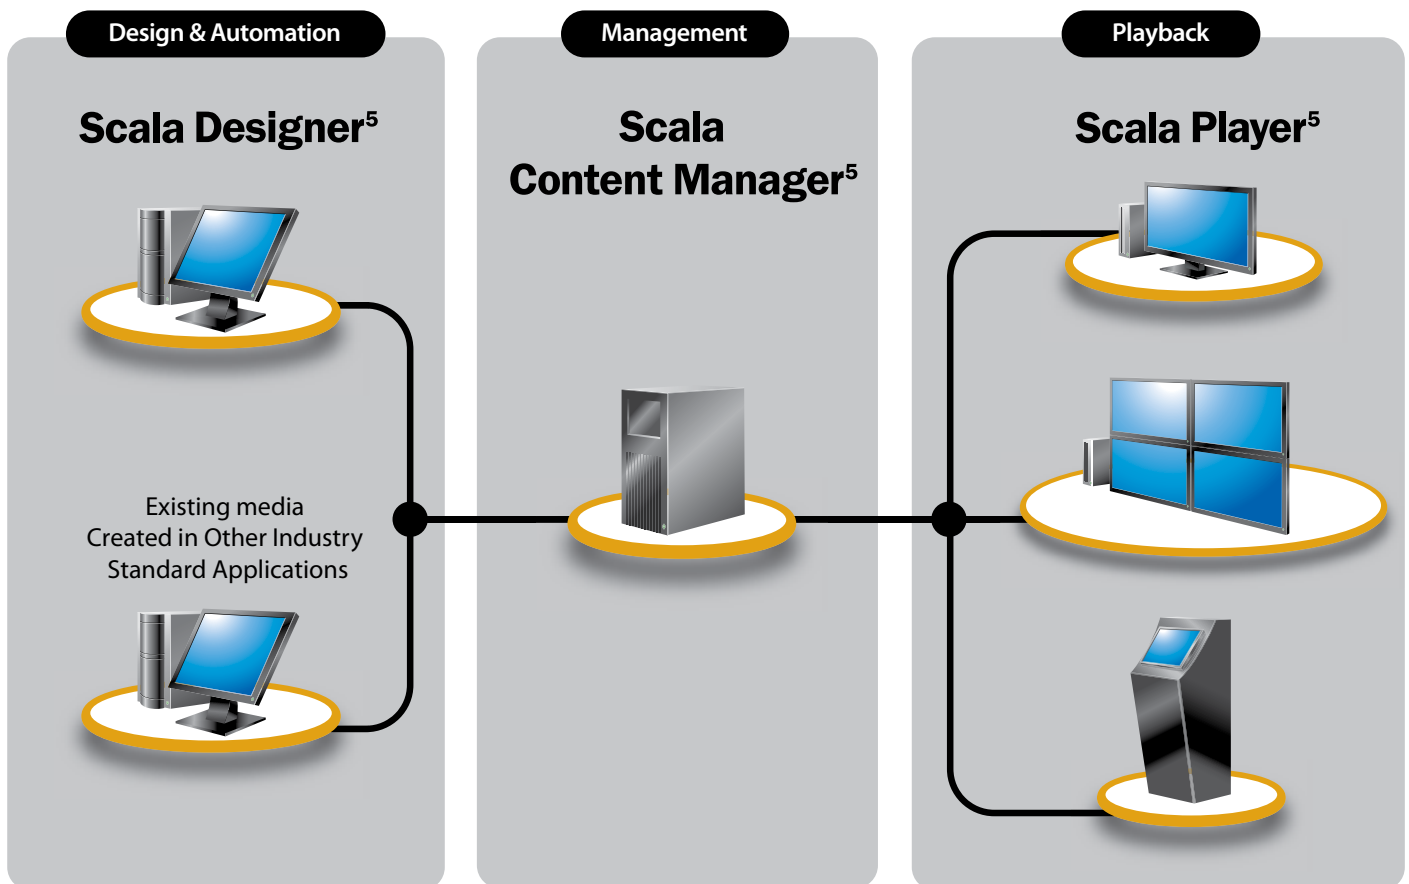 Design & Automation
Scala Designer⁵
Existing media
Created in Other Industry
Standard Applications
Management
Scala
Content Manager⁵
Playback
Scala Player⁵